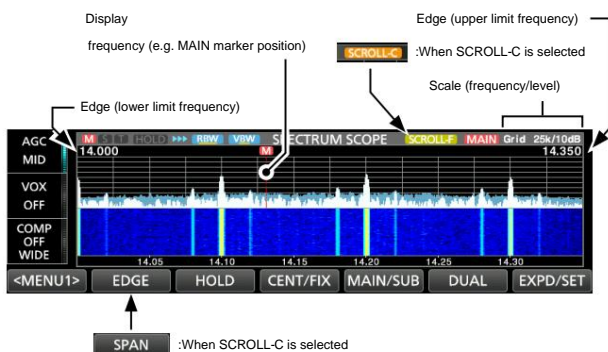 Display
frequency (e.g. MAIN marker position)
Edge (upper limit frequency)
SCROLL-C :When SCROLL-C is selected
Scale (frequency/level)
Edge (lower limit frequency)
AGC
MID
VOX
OFF
COMP
OFF
WIDE
M SIT HOLD RBW VBW SPECTRUM SCOPE SCROLL-F MAIN Grid 25k/10dB
14.000 M 14.350
14.05 14.10 14.15 14.20 14.25 14.30
<MENU1> EDGE HOLD CENT/FIX MAIN/SUB DUAL EXPD/SET
SPAN :When SCROLL-C is selected